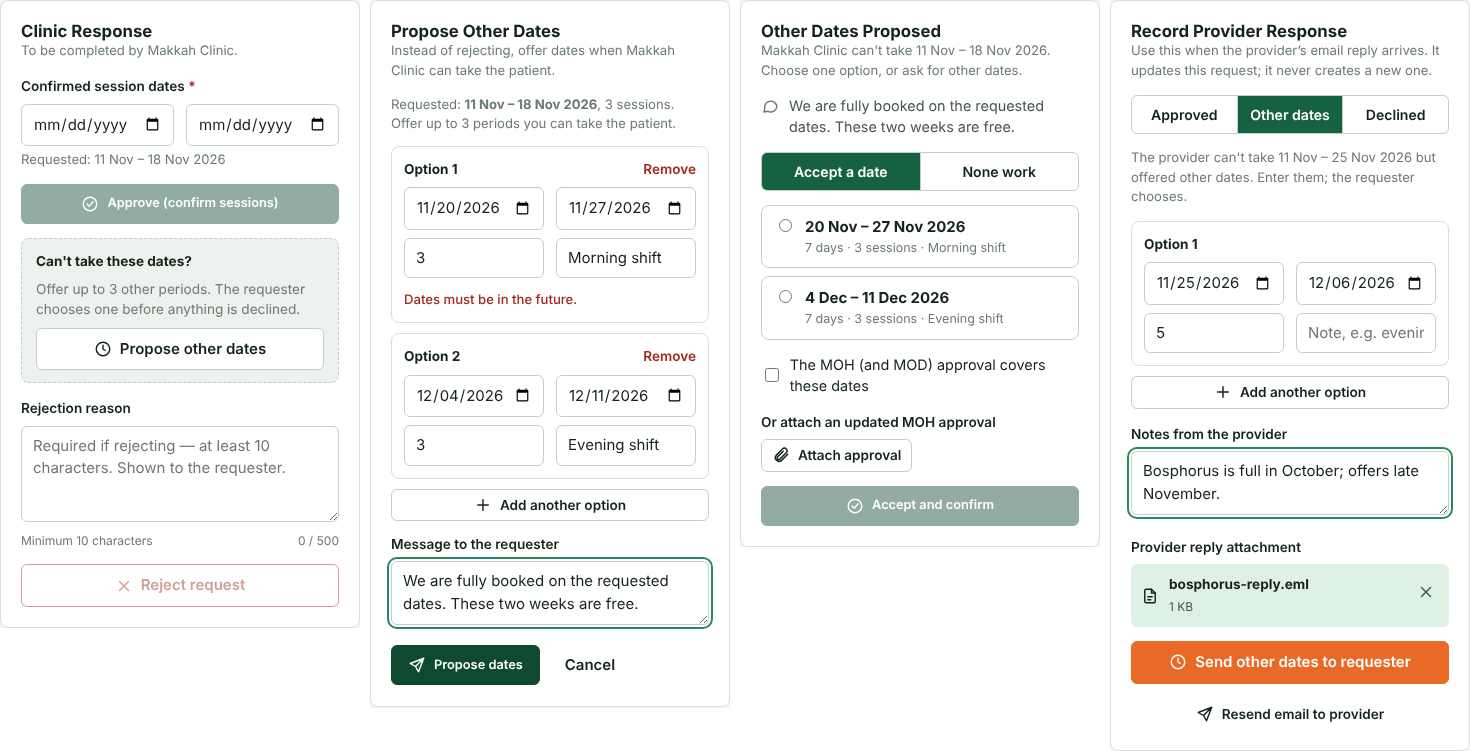 Clinic Response
To be completed by Makkah Clinic.
Confirmed session dates *
mm/dd/yyyy
mm/dd/yyyy
Requested: 11 Nov – 18 Nov 2026
Approve (confirm sessions)
Can't take these dates?
Offer up to 3 other periods. The requester
chooses one before anything is declined.
Propose other dates
Rejection reason
Required if rejecting — at least 10
characters. Shown to the requester.
Minimum 10 characters
0 / 500
Reject request
Propose Other Dates
Instead of rejecting, offer dates when Makkah
Clinic can take the patient.
Requested: 11 Nov – 18 Nov 2026, 3 sessions.
Offer up to 3 periods you can take the patient.
Option 1
Remove
11/20/2026
11/27/2026
3
Morning shift
Dates must be in the future.
Option 2
Remove
12/04/2026
12/11/2026
3
Evening shift
Add another option
Message to the requester
We are fully booked on the requested
dates. These two weeks are free.
Propose dates
Cancel
Other Dates Proposed
Makkah Clinic can't take 11 Nov – 18 Nov 2026.
Choose one option, or ask for other dates.
We are fully booked on the requested
dates. These two weeks are free.
Accept a date
None work
20 Nov – 27 Nov 2026
7 days · 3 sessions · Morning shift
4 Dec – 11 Dec 2026
7 days · 3 sessions · Evening shift
The MOH (and MOD) approval covers
these dates
Or attach an updated MOH approval
Attach approval
Accept and confirm
Record Provider Response
Use this when the provider’s email reply arrives. It
updates this request; it never creates a new one.
Approved
Other dates
Declined
The provider can't take 11 Nov – 25 Nov 2026 but
offered other dates. Enter them; the requester
chooses.
Option 1
11/25/2026
12/06/2026
5
Note, e.g. evenir
Add another option
Notes from the provider
Bosphorus is full in October; offers late
November.
Provider reply attachment
bosphorus-reply.eml
1 KB
Send other dates to requester
Resend email to provider